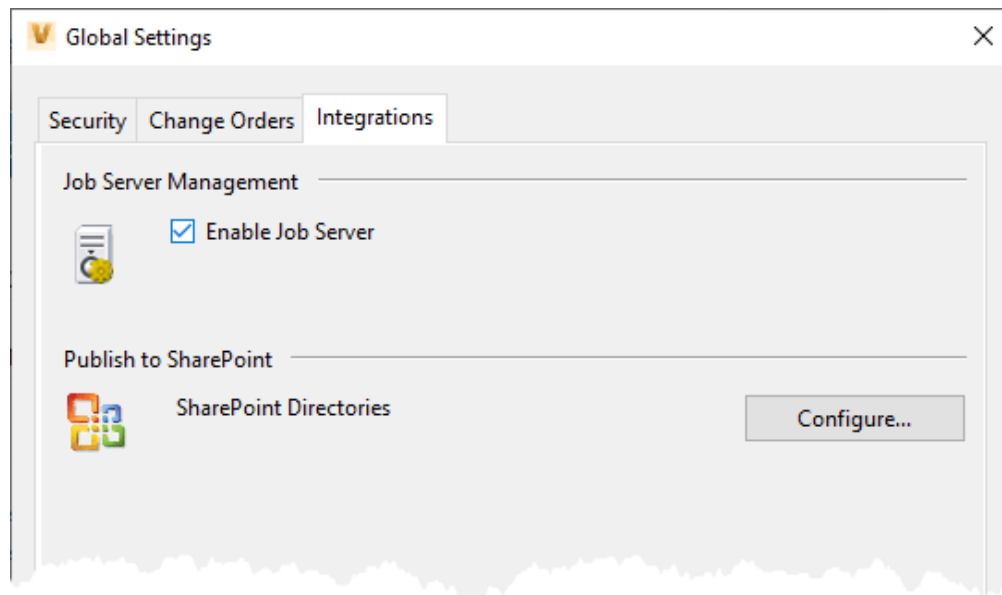 Global Settings
Security
Change Orders
Integrations
Job Server Management
Enable Job Server
Publish to SharePoint
SharePoint Directories
Configure...